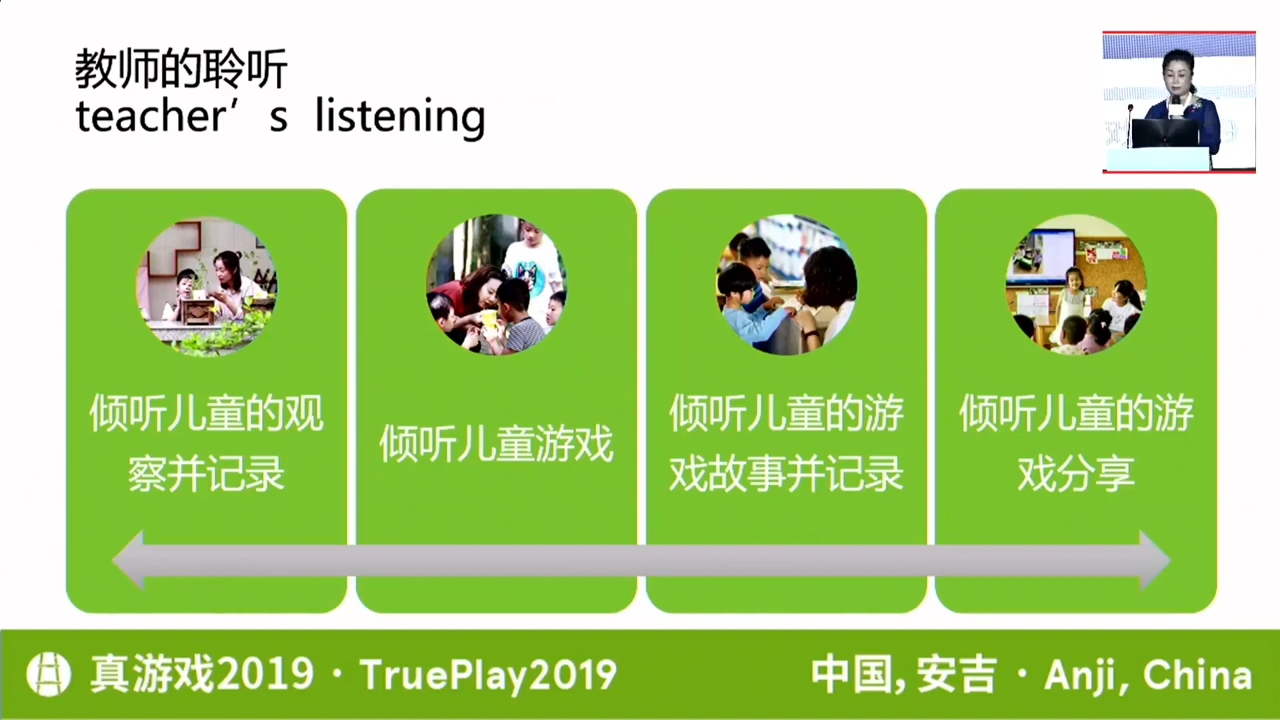 教师的聆听
teacher’s listening
倾听儿童的观
察并记录
倾听儿童游戏
倾听儿童的游
戏故事并记录
倾听儿童的游
戏分享
真游戏2019 · TruePlay2019
中国, 安吉 · Anji, China